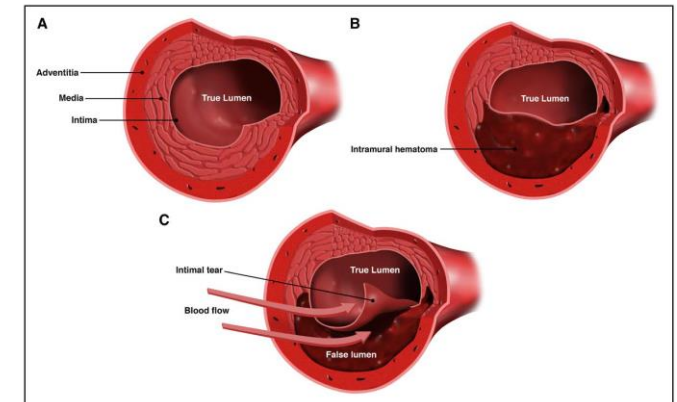 A
Adventitia
Media
Intima
True Lumen
B
True Lumen
Intramural hematoma
C
Intimal tear
True Lumen
Blood flow
False lumen